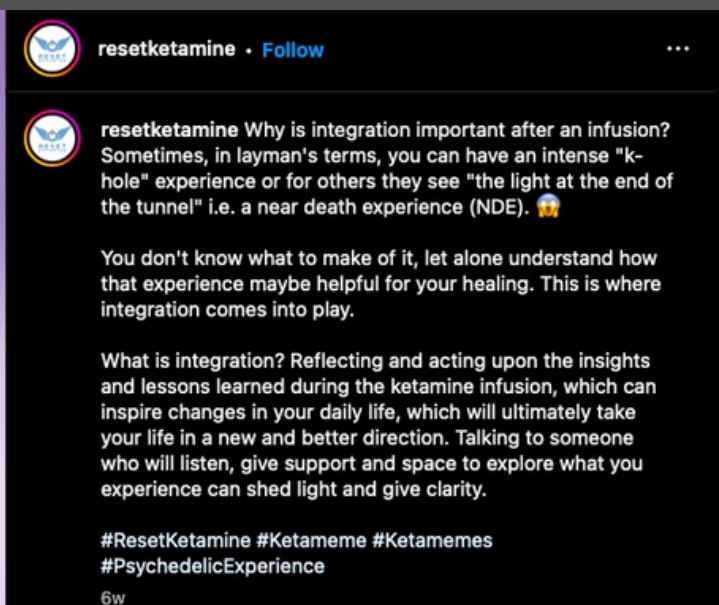 resetketamine • Follow
...
resetketamine Why is integration important after an infusion?
Sometimes, in layman's terms, you can have an intense "k-
hole" experience or for others they see "the light at the end of
the tunnel" i.e. a near death experience (NDE). 😱
You don't know what to make of it, let alone understand how
that experience maybe helpful for your healing. This is where
integration comes into play.
What is integration? Reflecting and acting upon the insights
and lessons learned during the ketamine infusion, which can
inspire changes in your daily life, which will ultimately take
your life in a new and better direction. Talking to someone
who will listen, give support and space to explore what you
experience can shed light and give clarity.
#ResetKetamine #Ketameme #Ketamemes
#PsychedelicExperience
6w